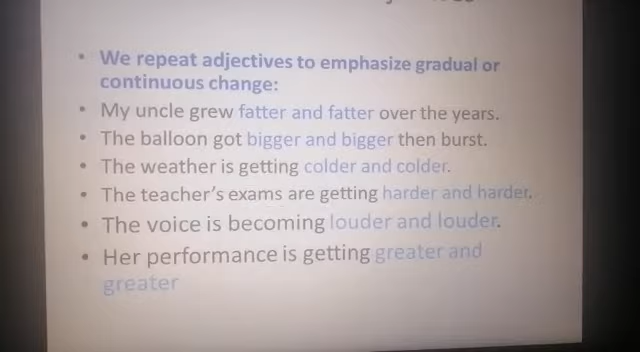 • We repeat adjectives to emphasize gradual or
continuous change:
• My uncle grew fatter and fatter over the years.
• The balloon got bigger and bigger then burst.
• The weather is getting colder and colder.
• The teacher's exams are getting harder and harder.
• The voice is becoming louder and louder.
• Her performance is getting greater and
greater